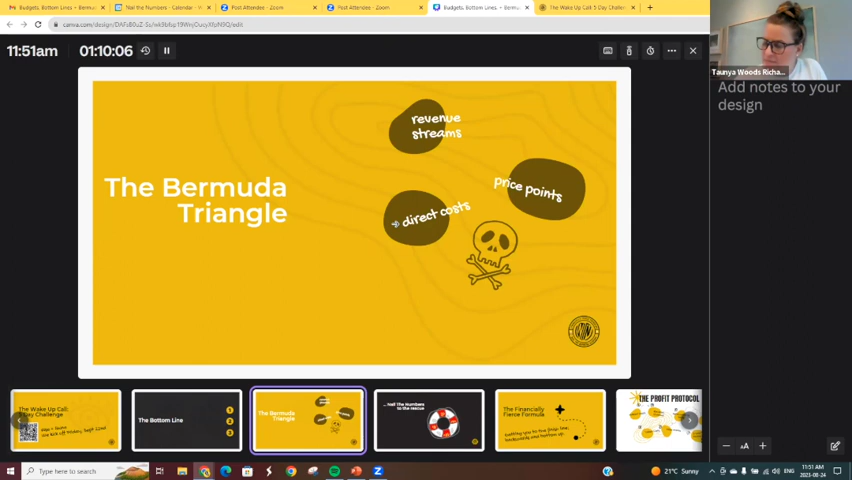 Budgets, Bottom Lines – Bermu
Nail the Numbers - Calendar - W
Post Attendee - Zoom
Post Attendee - Zoom
Budgets, Bottom Lines, – Bermu
The Wake Up Call: 5 Day Challen
11:51am
01:10:06
Taunya Woods Richa...
Add notes to your
design
The Bermuda
Triangle
revenue
streams
price points
direct costs
The Wake Up Call:
5 Day Challenge
The Bottom Line
1
2
3
The Bermuda
Triangle
... Nail The Numbers
to the rescue
The Financially
Fierce Formula
THE PROFIT PROTOCOL
AA
Type here to search
21°C Sunny
ENG
11:51 AM
2023-08-24